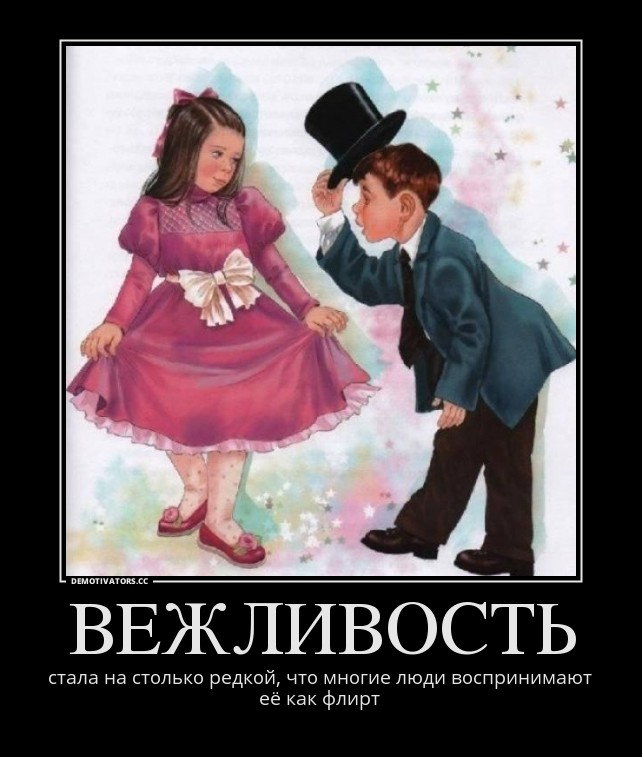 DEMOTIVATORS.CC
ВЕЖЛИВОСТЬ
стала на столько редкой, что многие люди воспринимают
её как флирт